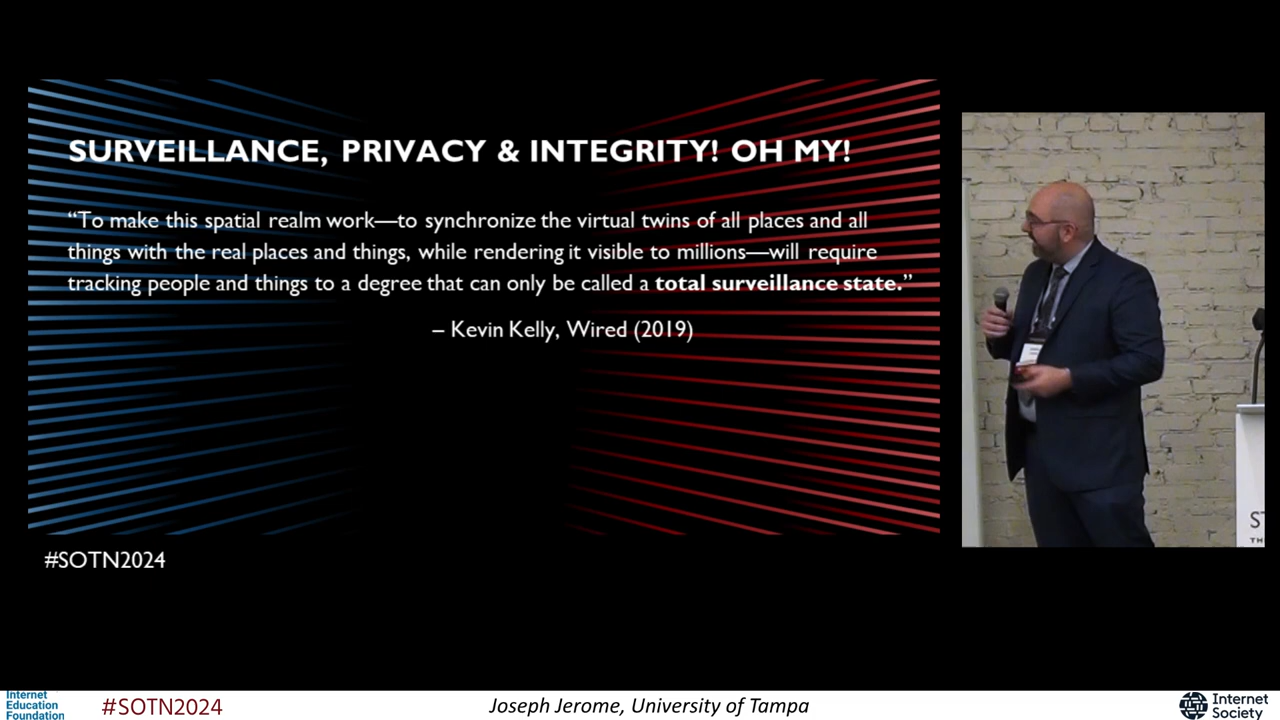 SURVEILLANCE, PRIVACY & INTEGRITY! OH MY!
“To make this spatial realm work—to synchronize the virtual twins of all places and all
things with the real places and things, while rendering it visible to millions—will require
tracking people and things to a degree that can only be called a total surveillance state.”
– Kevin Kelly, Wired (2019)
#SOTN2024
Internet
Education
Foundation
#SOTN2024
Joseph Jerome, University of Tampa
Internet
Society